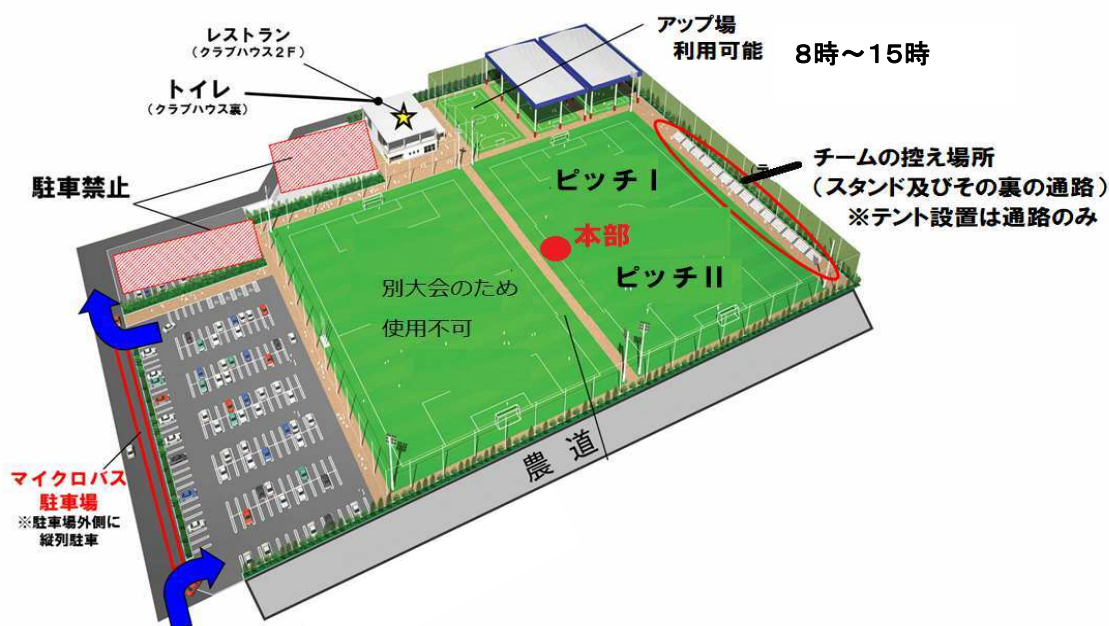 レストラン
(クラブハウス２Ｆ)
トイレ
(クラブハウス裏)
アップ場
利用可能
８時～１５時
駐車禁止
ピッチⅠ
チームの控え場所
(スタンド及びその裏の通路)
※テント設置は通路のみ
本部
ピッチⅡ
別大会のため
使用不可
農道
マイクロバス
駐車場
※駐車場外側に
縦列駐車